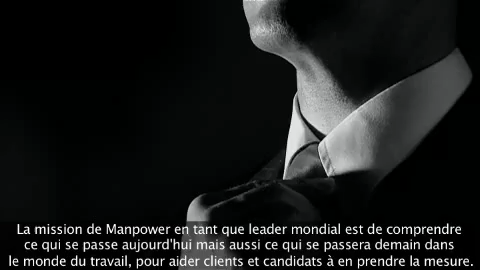 La mission de Manpower en tant que leader mondial est de comprendre
ce qui se passe aujourd'hui mais aussi ce qui se passera demain dans
le monde du travail, pour aider clients et candidats à en prendre la mesure.